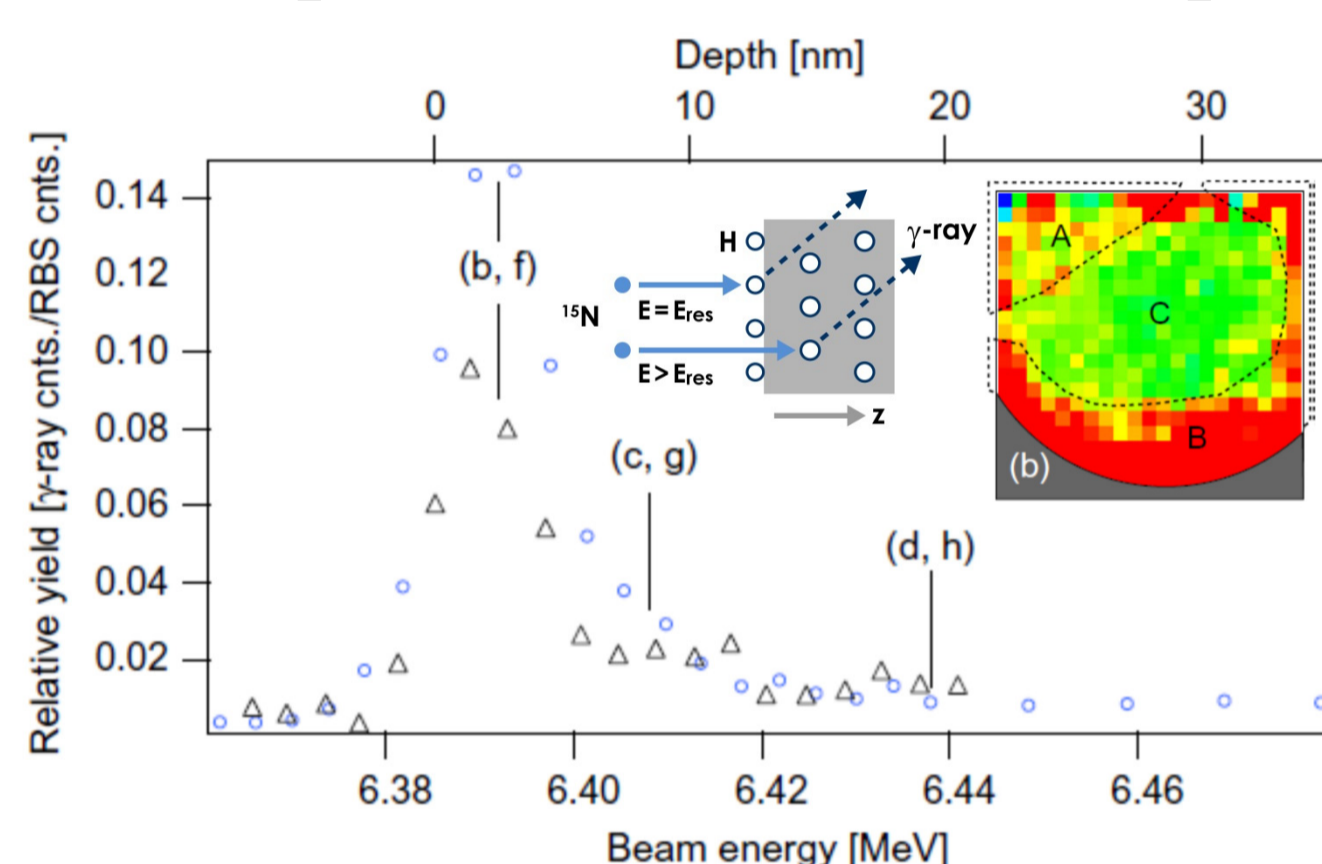 Depth [nm]
0 10 20 30
Relative yield [γ-ray cnts./RBS cnts.]
0.14
0.12
0.10
0.08
0.06
0.04
0.02
(b, f)
(c, g)
(d, h)
H
γ-ray
¹⁵N
E = Eres
E > Eres
z
A
C
B
(b)
6.38 6.40 6.42 6.44 6.46
Beam energy [MeV]